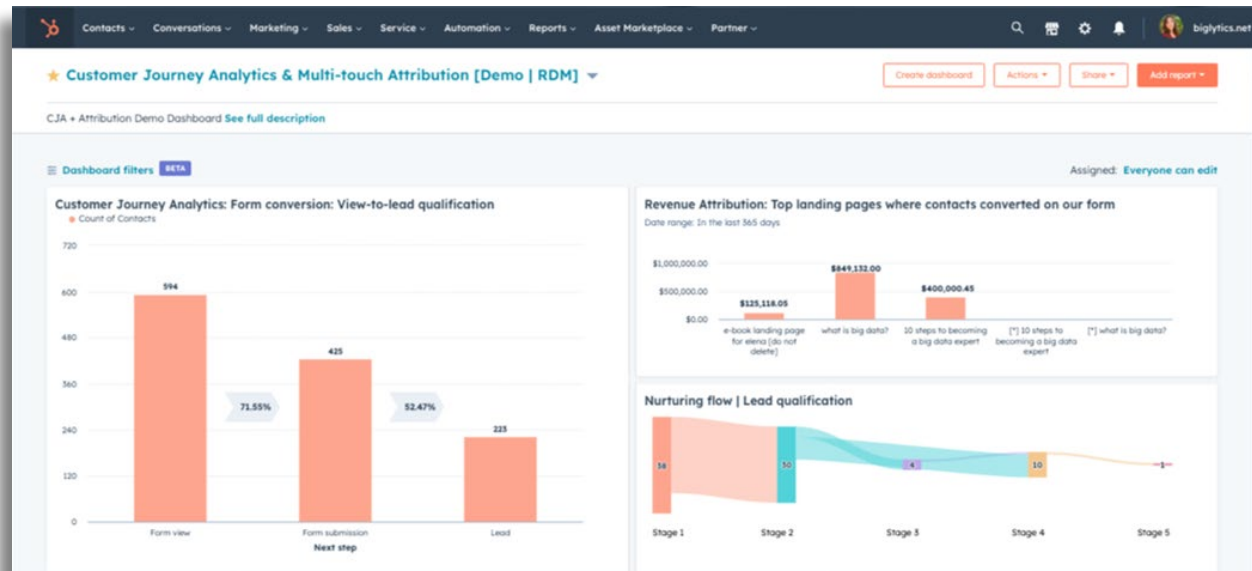 Contacts Conversations Marketing Sales Service Automation Reports Asset Marketplace Partner biglytics.net
Customer Journey Analytics & Multi-touch Attribution [Demo | RDM]
Create dashboard Actions Share Add report
CJA + Attribution Demo Dashboard See full description
Dashboard filters BETA
Assigned: Everyone can edit
Customer Journey Analytics: Form conversion: View-to-lead qualification
Count of Contacts
720
600
480
360
240
120
0
594
425
223
71.55%
52.47%
Form view Form submission Lead
Next step
Revenue Attribution: Top landing pages where contacts converted on our form
Date range: In the last 365 days
$1,000,000.00
$500,000.00
$0.00
$125,118.05
$849,132.00
$400,000.45
e-book landing page
for elena [do not
delete]
what is big data?
10 steps to becoming
a big data expert
[*] 10 steps to
becoming a big data
expert
[*] what is big data?
Nurturing flow | Lead qualification
38 30 4 10 1
Stage 1 Stage 2 Stage 3 Stage 4 Stage 5